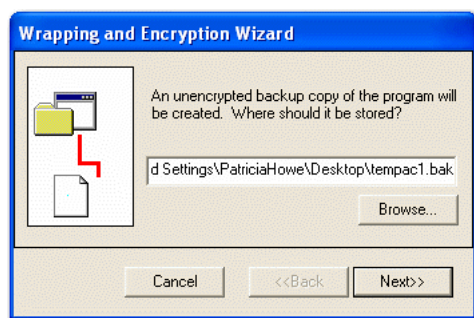 Wrapping and Encryption Wizard
An unencrypted backup copy of the program will
be created. Where should it be stored?
d Settings\PatriciaHowe\Desktop\tempac1.bak
Browse...
Cancel
<<Back
Next>>